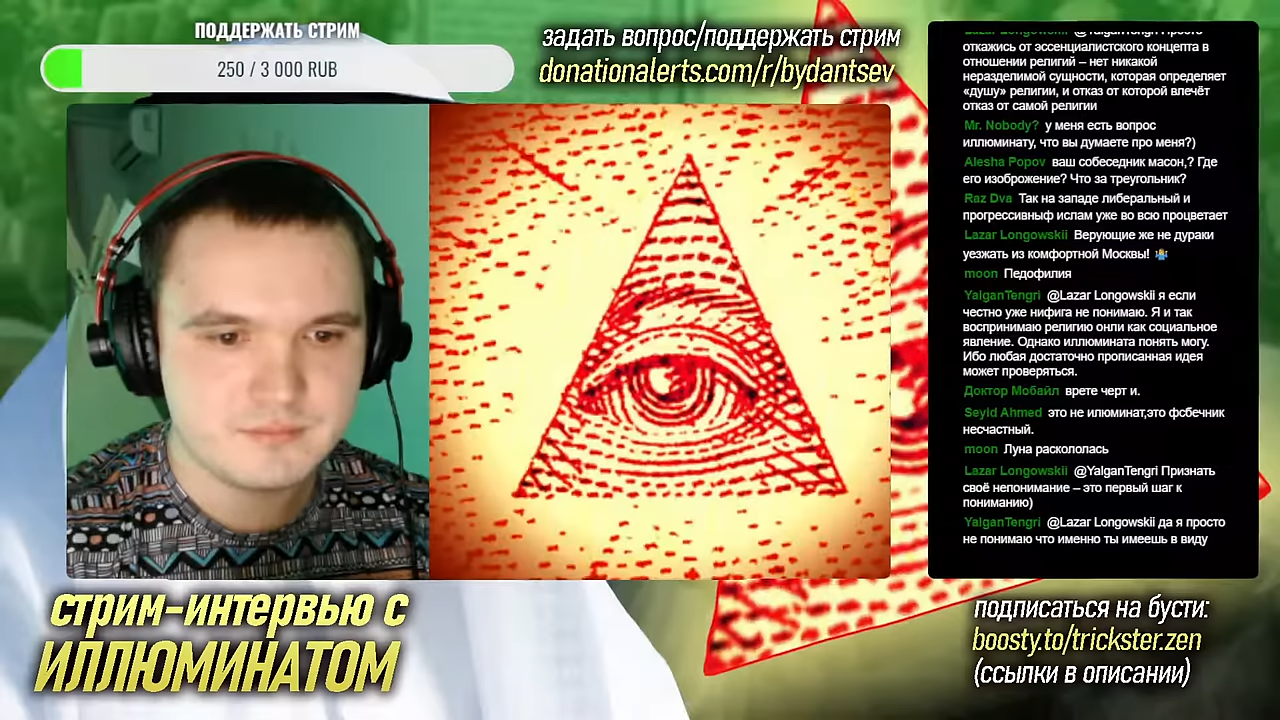 ПОДДЕРЖАТЬ СТРИМ
250 / 3 000 RUB
задать вопрос/поддержать стрим
donationalerts.com/r/bydantsev
Lazar Longowskii @YalganTengri Просто
откажись от эссенциалистского концепта в
отношении религий – нет никакой
неразделимой сущности, которая определяет
«душу» религии, и отказ от которой влечёт
отказ от самой религии
Mr. Nobody? у меня есть вопрос
иллюминату, что вы думаете про меня?)
Alesha Popov ваш собеседник масон,? Где
его изоброжение? Что за треугольник?
Raz Dva Так на западе либеральный и
прогрессивныф ислам уже во всю процветает
Lazar Longowskii Верующие же не дураки
уезжать из комфортной Москвы! 🤷‍♂️
moon Педофилия
YalganTengri @Lazar Longowskii я если
честно уже нифига не понимаю. Я и так
воспринимаю религию онли как социальное
явление. Однако иллюмината понять могу.
Ибо любая достаточно прописанная идея
может проверяться.
Доктор Мобайл врете черт и.
Seyid Ahmed это не илюминат,это фсбечник
несчастный.
moon Луна раскололась
Lazar Longowskii @YalganTengri Признать
своё непонимание – это первый шаг к
пониманию)
YalganTengri @Lazar Longowskii да я просто
не понимаю что именно ты имеешь в виду
стрим-интервью с
ИЛЛЮМИНАТОМ
подписаться на бусти:
boosty.to/trickster.zen
(ссылки в описании)